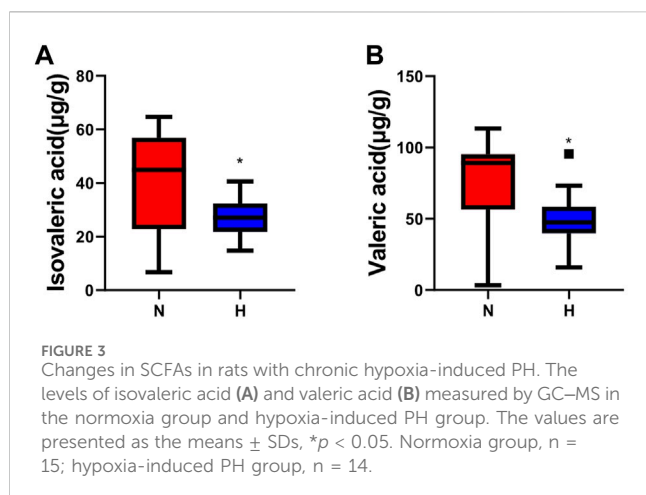 A
Isovaleric acid(μg/g)
80
60
40
20
0
*
N
H
B
Valeric acid(μg/g)
150
100
50
0
*
N
H
FIGURE 3
Changes in SCFAs in rats with chronic hypoxia-induced PH. The
levels of isovaleric acid (A) and valeric acid (B) measured by GC–MS in
the normoxia group and hypoxia-induced PH group. The values are
presented as the means ± SDs, *p < 0.05. Normoxia group, n =
15; hypoxia-induced PH group, n = 14.